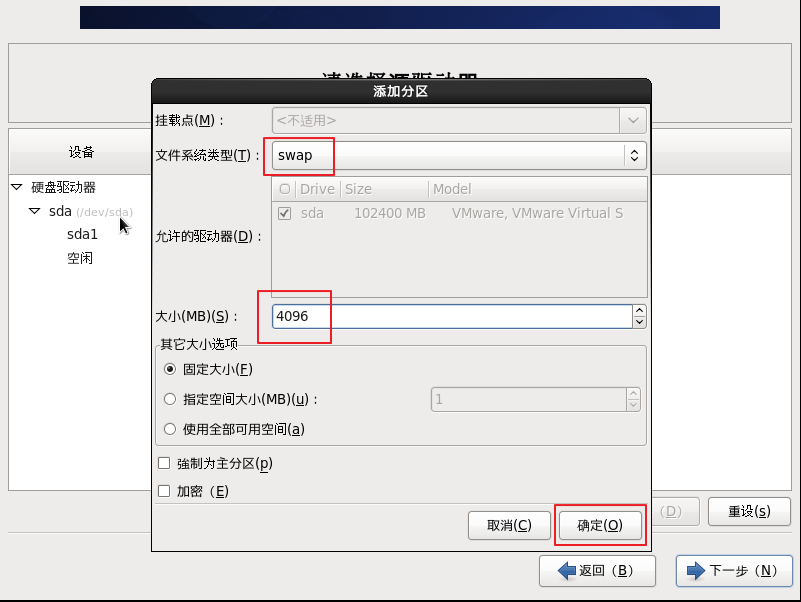 请选择源驱动器
添加分区
挂载点(M)：
<不适用>
文件系统类型(T)：
swap
Drive Size Model
sda 102400 MB VMware, VMware Virtual S
允许的驱动器(D)：
大小(MB)(S)：
4096
其它大小选项
固定大小(F)
指定空间大小(MB)(u)：
1
使用全部可用空间(a)
強制为主分区(p)
加密（E)
取消(C)
确定(O)
设备
硬盘驱动器
sda (/dev/sda)
sda1
空闲
(D)
重设(s)
返回（B）
下一步（N）